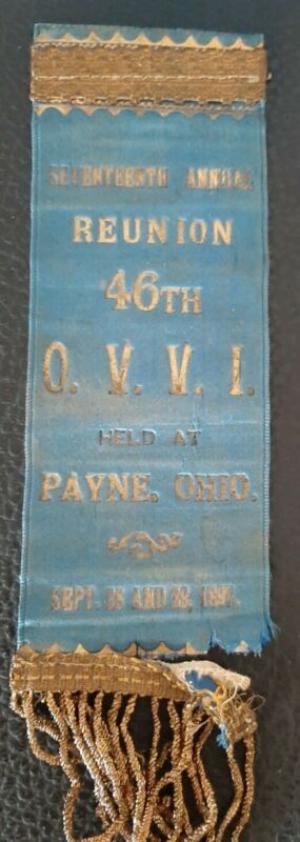 SEVENTEENTH ANNUAL
REUNION
46TH
O. V. V. I.
HELD AT
PAYNE, OHIO.
SEPT. AND